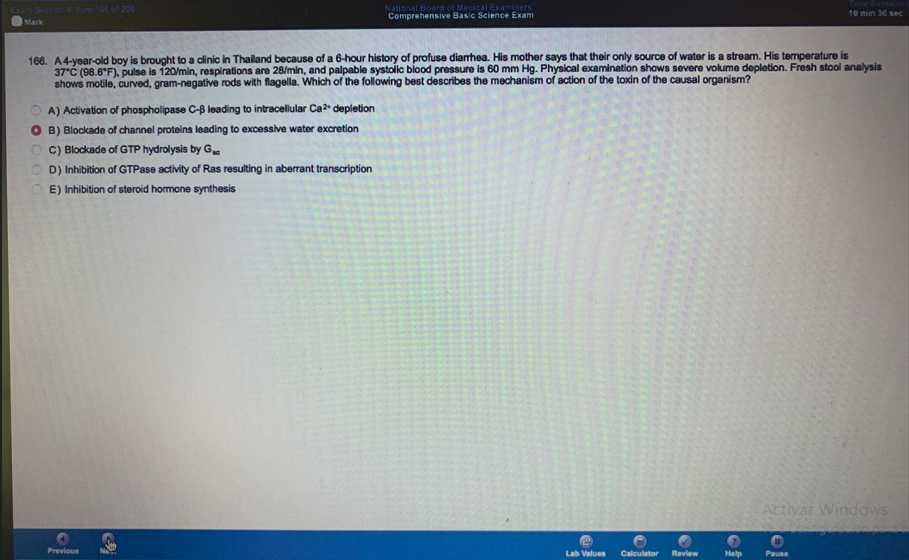 Exam Section 4: Item 166 of 200
National Board of Medical Examiners
Mark
Comprehensive Basic Science Exam
10 min 36 sec
166. A 4-year-old boy is brought to a clinic in Thailand because of a 6-hour history of profuse diarrhea. His mother says that their only source of water is a stream. His temperature is
37°C (98.6°F), pulse is 120/min, respirations are 28/min, and palpable systolic blood pressure is 60 mm Hg. Physical examination shows severe volume depletion. Fresh stool analysis
shows motile, curved, gram-negative rods with flagella. Which of the following best describes the mechanism of action of the toxin of the causal organism?
A) Activation of phospholipase C-β leading to intracellular Ca²⁺ depletion
B) Blockade of channel proteins leading to excessive water excretion
C) Blockade of GTP hydrolysis by Gsα
D) Inhibition of GTPase activity of Ras resulting in aberrant transcription
E) Inhibition of steroid hormone synthesis
Activar Windows
Previous
Lab Values
Calculator
Review
Help
Pause